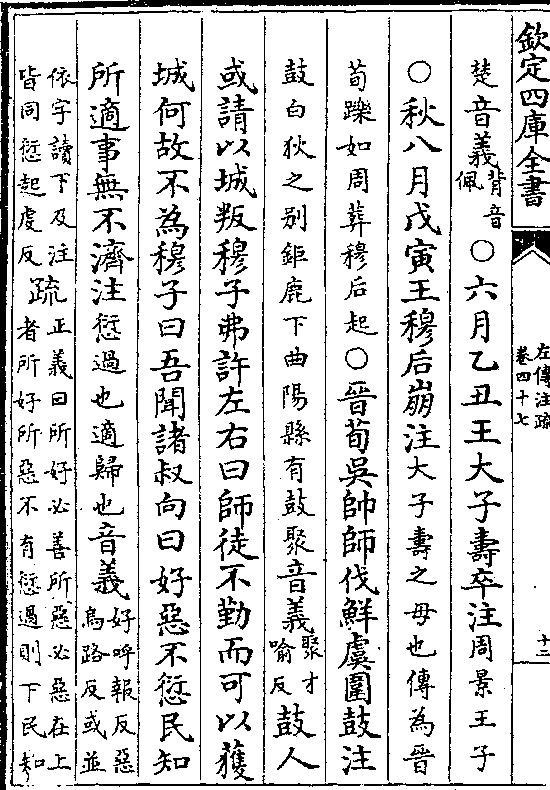 欽定四庫全書
左傳注疏
卷四十七
十二
楚音義背音佩○六月乙丑王大子壽卒注周景王子
○秋八月戊寅王穆后崩注大子壽之母也傳為晉
荀躒如周葬穆后起○晉荀吳帥師伐鮮虞圍鼓注
鼓白狄之別鉅鹿下曲陽縣有鼓聚音義聚才喻反鼓人
或請以城叛穆子弗許左右曰師徒不勤而可以獲
城何故不為穆子曰吾聞諸叔向曰好惡不愆民知
所適事無不濟注愆過也適歸也音義好呼報反惡烏路反或並
依字讀下及注皆同愆起虔反疏正義曰所好必善所惡必惡在上者所好所惡不有愆過則下民知